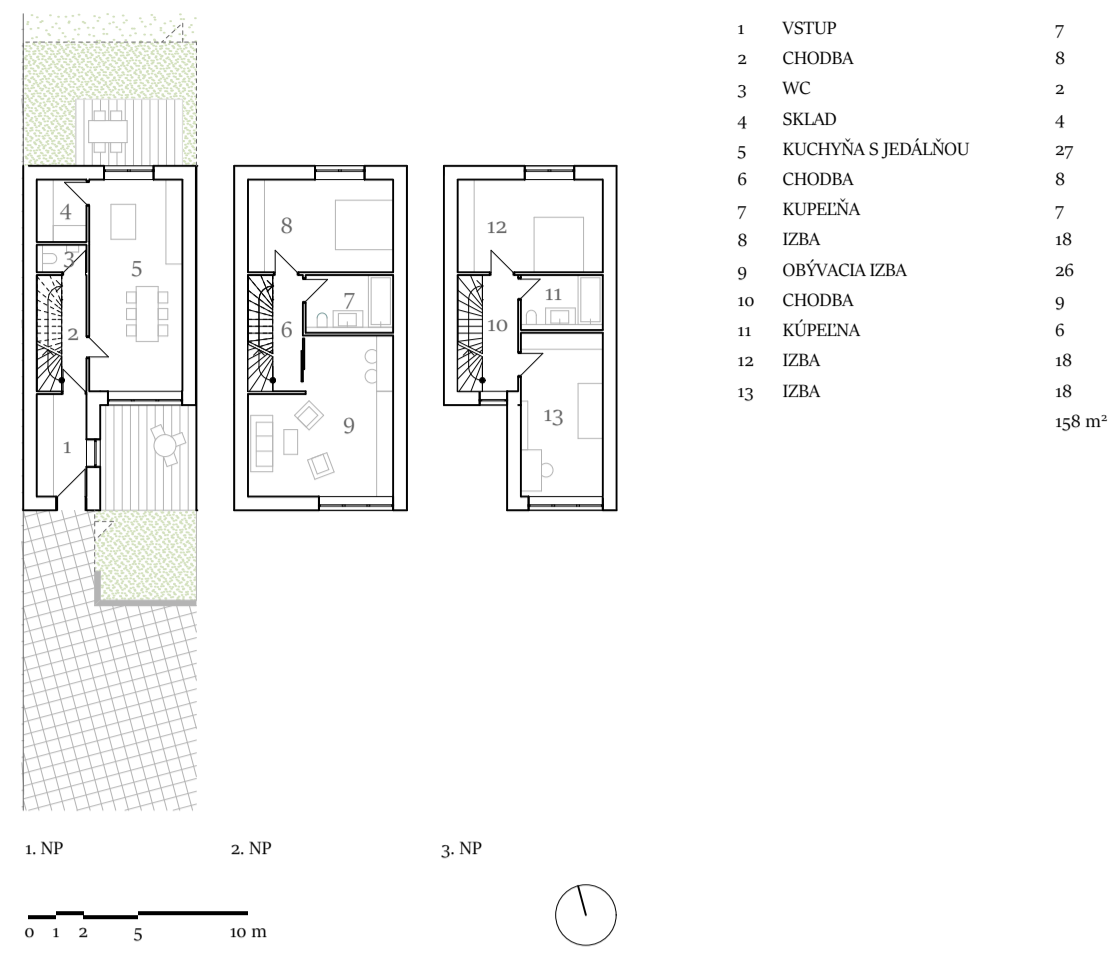 1 VSTUP 7
2 CHODBA 8
3 WC 2
4 SKLAD 4
5 KUCHYŇA S JEDÁLŇOU 27
6 CHODBA 8
7 KUPEĽŇA 7
8 IZBA 18
9 OBÝVACIA IZBA 26
10 CHODBA 9
11 KÚPEĽNA 6
12 IZBA 18
13 IZBA 18
158 m²
4
3
5
2
1
8
7
6
9
12
11
10
13
1. NP 2. NP 3. NP
0 1 2 5 10 m